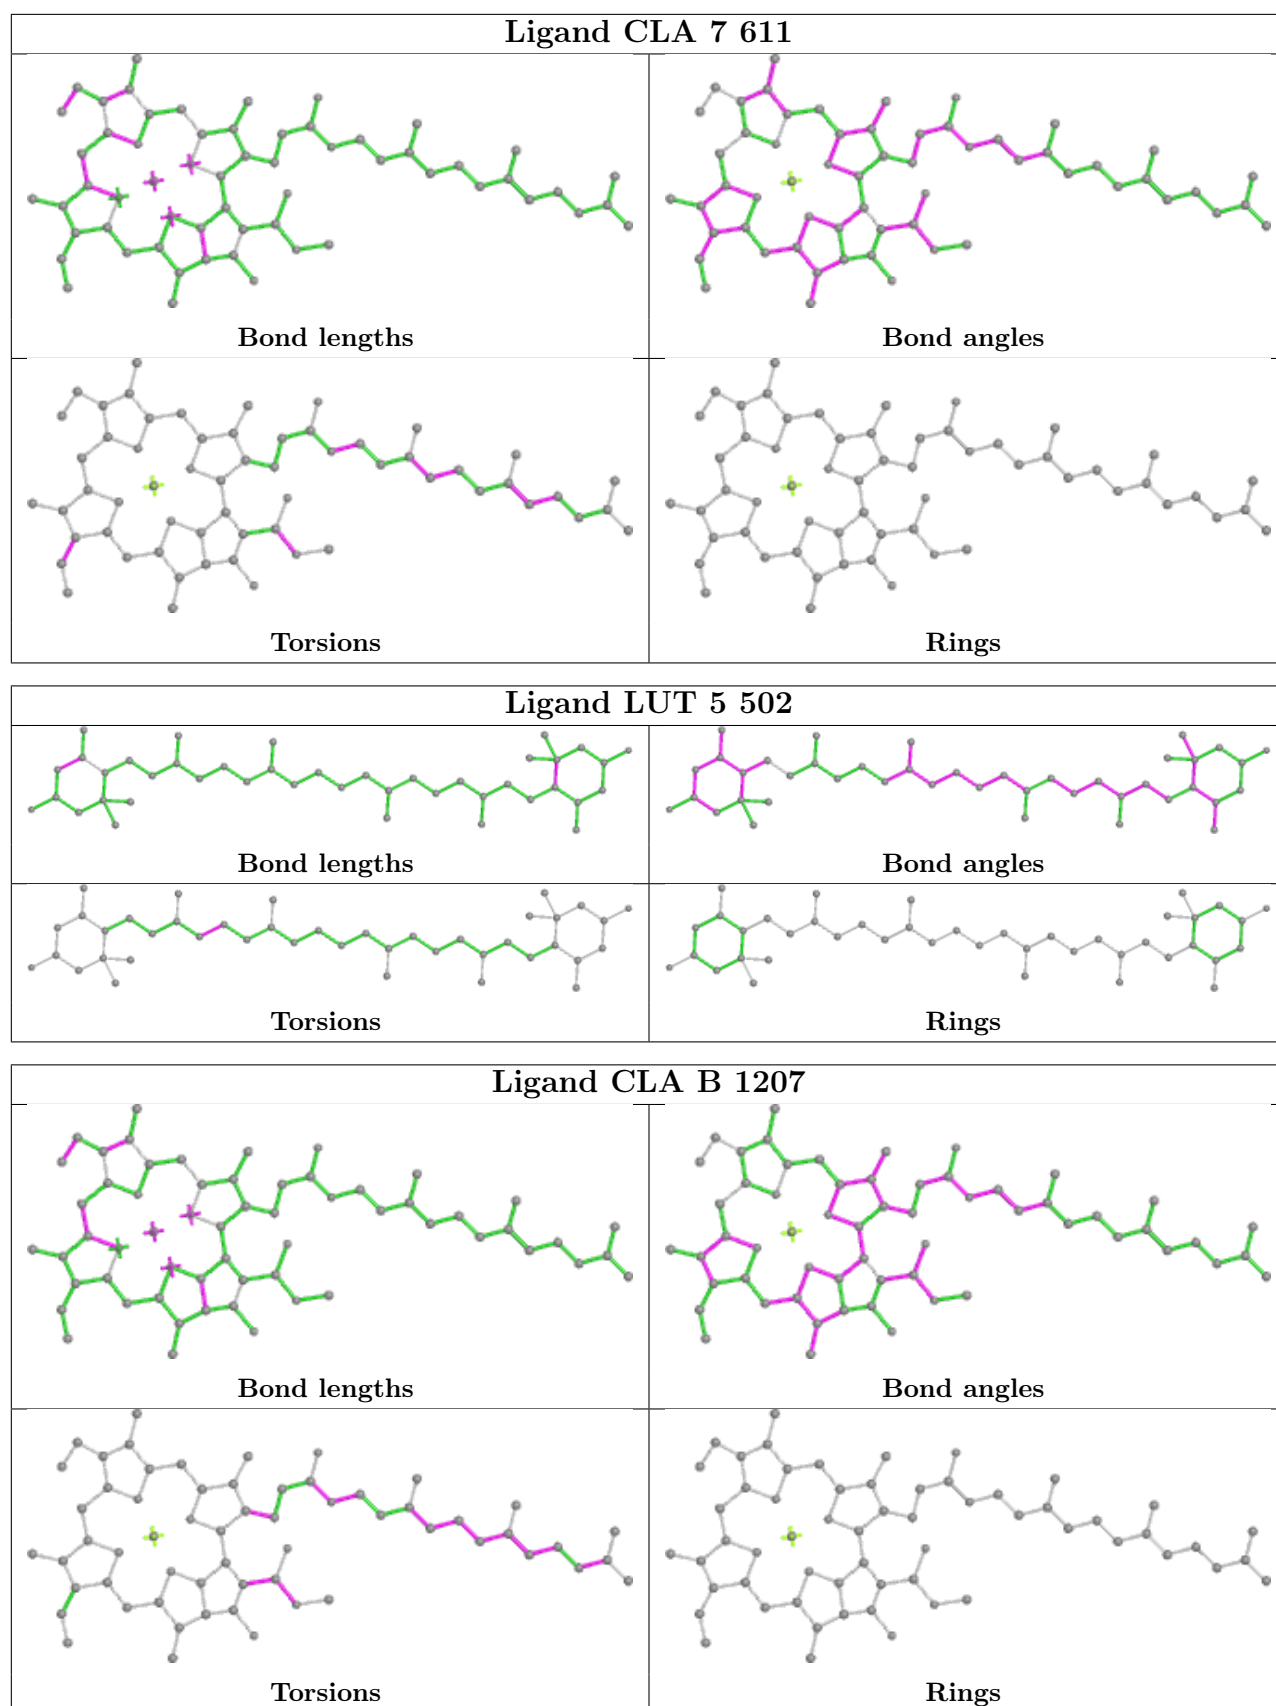 Ligand CLA 7 611
Bond lengths
Bond angles
Torsions
Rings
Ligand LUT 5 502
Bond lengths
Bond angles
Torsions
Rings
Ligand CLA B 1207
Bond lengths
Bond angles
Torsions
Rings